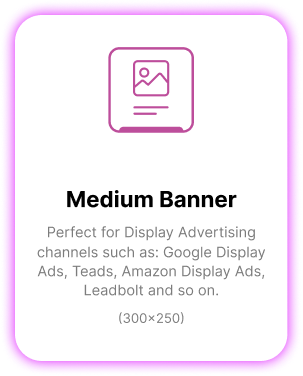 Medium Banner
Perfect for Display Advertising
channels such as: Google Display
Ads, Teads, Amazon Display Ads,
Leadbolt and so on.
(300×250)